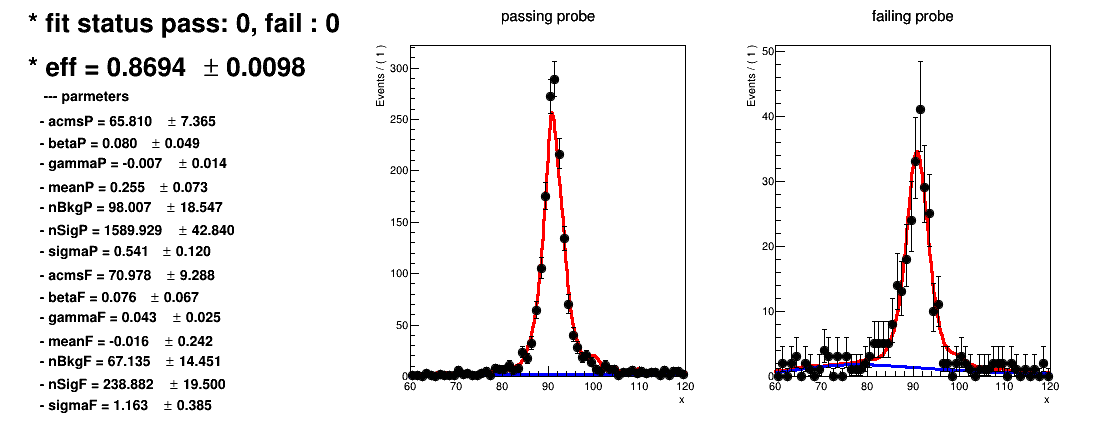 * fit status pass: 0, fail : 0
* eff = 0.8694 ± 0.0098
--- parmeters
- acmsP = 65.810 ± 7.365
- betaP = 0.080 ± 0.049
- gammaP = -0.007 ± 0.014
- meanP = 0.255 ± 0.073
- nBkgP = 98.007 ± 18.547
- nSigP = 1589.929 ± 42.840
- sigmaP = 0.541 ± 0.120
- acmsF = 70.978 ± 9.288
- betaF = 0.076 ± 0.067
- gammaF = 0.043 ± 0.025
- meanF = -0.016 ± 0.242
- nBkgF = 67.135 ± 14.451
- nSigF = 238.882 ± 19.500
- sigmaF = 1.163 ± 0.385
passing probe
Events / ( 1 )
300
250
200
150
100
50
0
60 70 80 90 100 110 120
x
failing probe
Events / ( 1 )
50
40
30
20
10
0
60 70 80 90 100 110 120
x